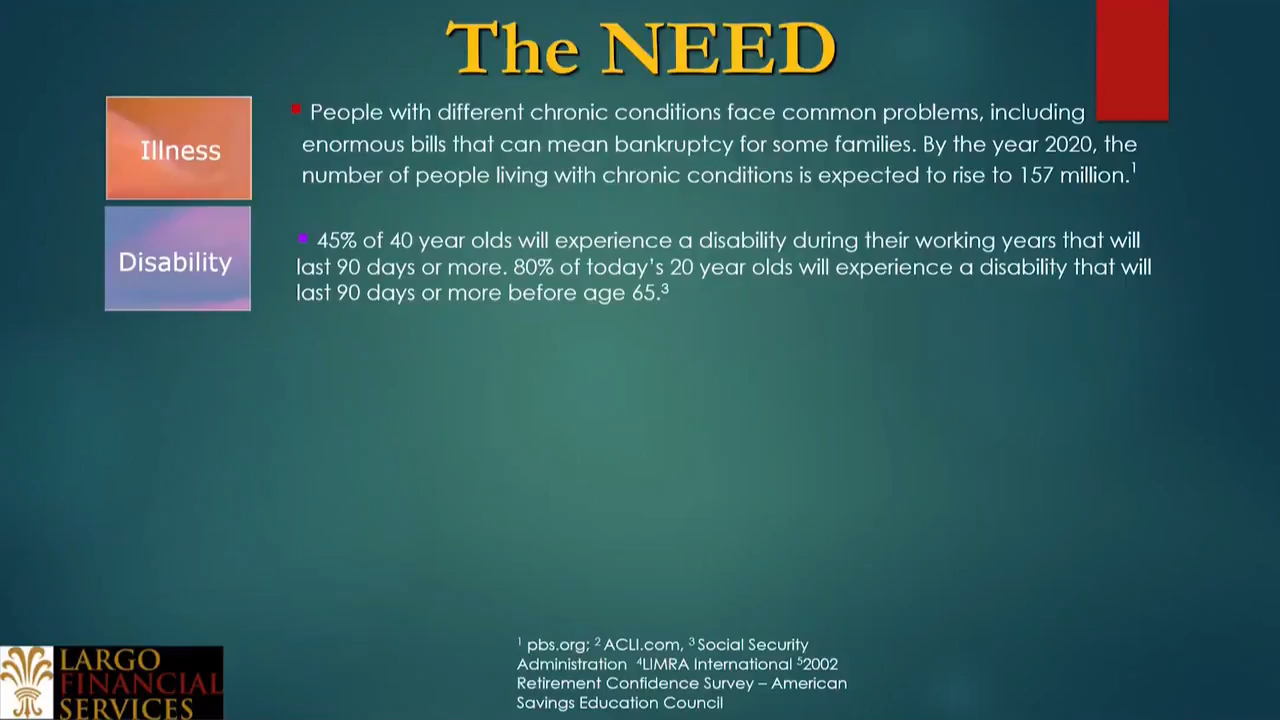 The NEED
Illness
People with different chronic conditions face common problems, including
enormous bills that can mean bankruptcy for some families. By the year 2020, the
number of people living with chronic conditions is expected to rise to 157 million.¹
Disability
45% of 40 year olds will experience a disability during their working years that will
last 90 days or more. 80% of today's 20 year olds will experience a disability that will
last 90 days or more before age 65.³
¹ pbs.org; ² ACLI.com, ³ Social Security
Administration ⁴LIMRA International ⁵2002
Retirement Confidence Survey – American
Savings Education Council
LARGO
FINANCIAL
SERVICES